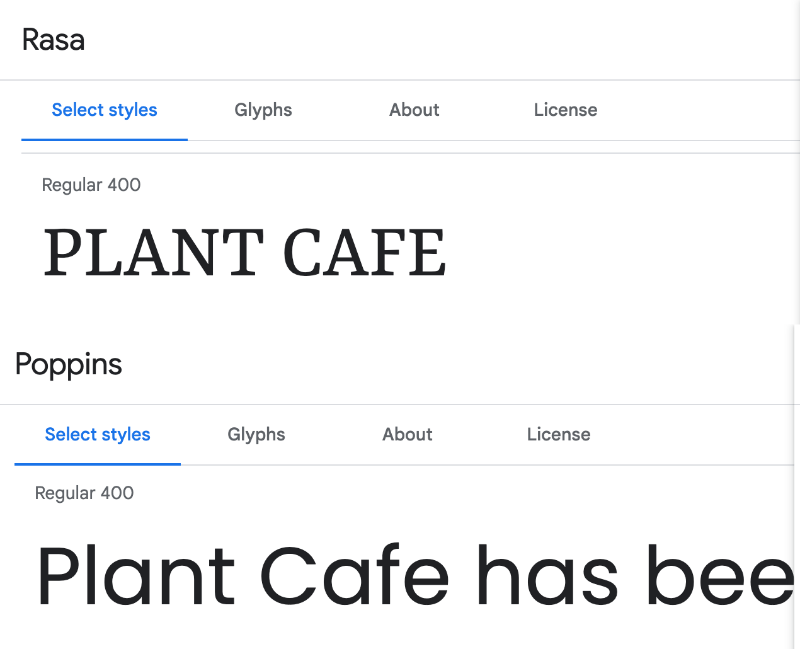 Rasa
Select styles Glyphs About License
Regular 400
PLANT CAFE
Poppins
Select styles Glyphs About License
Regular 400
Plant Cafe has bee